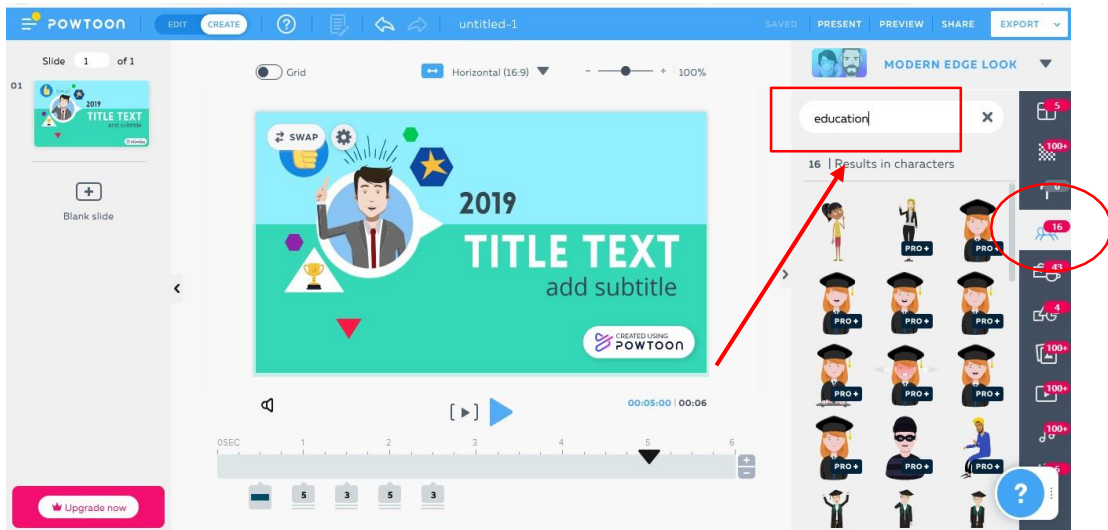 POWTOON
EDIT CREATE
?
untitled-1
SAVED PRESENT PREVIEW SHARE EXPORT
Slide 1 of 1
01
2019
TITLE TEXT
add subtitle
Blank slide
Upgrade now
Grid
Horizontal (16:9)
- + 100%
SWAP
2019
TITLE TEXT
add subtitle
CREATED USING
POWTOON
00:05:00 | 00:06
0SEC 1 2 3 4 5 6
+
-
5 3 5 3
MODERN EDGE LOOK
education
16 | Results in characters
PRO+ PRO+
PRO+ PRO+ PRO+
PRO+ PRO+ PRO+
PRO+ PRO+ PRO+
5
100+
16
43
4
100+
100+
100+
?